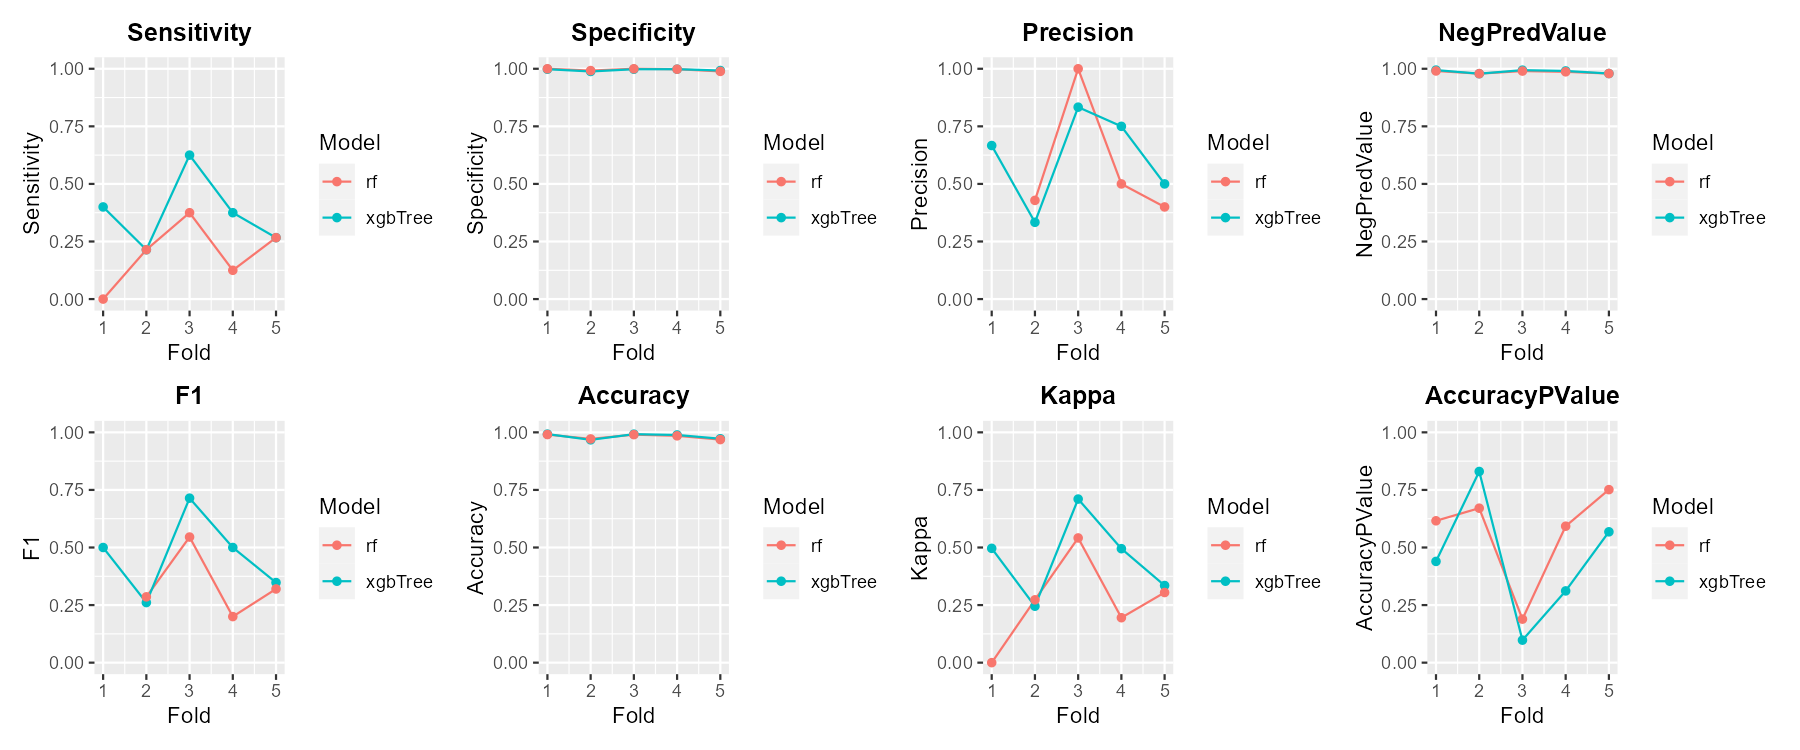 Sensitivity
Specificity
Precision
NegPredValue
Sensitivity
1.00
0.75
0.50
0.25
0.00
1 2 3 4 5
Fold
Model
rf
xgbTree
Specificity
1.00
0.75
0.50
0.25
0.00
1 2 3 4 5
Fold
Model
rf
xgbTree
Precision
1.00
0.75
0.50
0.25
0.00
1 2 3 4 5
Fold
Model
rf
xgbTree
NegPredValue
1.00
0.75
0.50
0.25
0.00
1 2 3 4 5
Fold
Model
rf
xgbTree
F1
Accuracy
Kappa
AccuracyPValue
F1
1.00
0.75
0.50
0.25
0.00
1 2 3 4 5
Fold
Model
rf
xgbTree
Accuracy
1.00
0.75
0.50
0.25
0.00
1 2 3 4 5
Fold
Model
rf
xgbTree
Kappa
1.00
0.75
0.50
0.25
0.00
1 2 3 4 5
Fold
Model
rf
xgbTree
AccuracyPValue
1.00
0.75
0.50
0.25
0.00
1 2 3 4 5
Fold
Model
rf
xgbTree